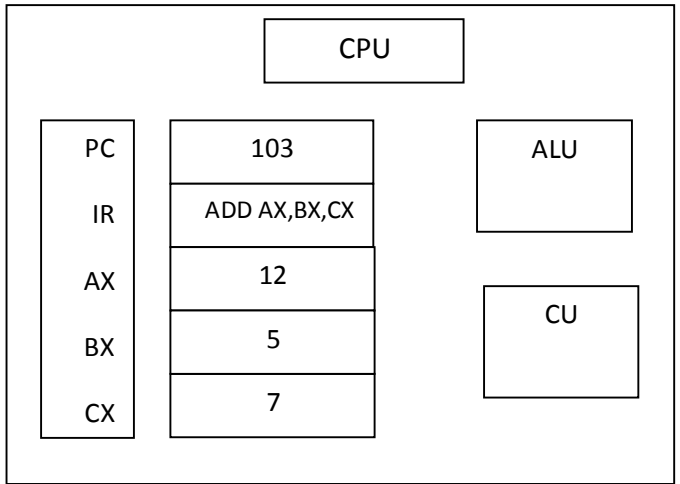 CPU
PC 103 ALU
IR ADD AX,BX,CX
AX 12
CU
BX 5
CX 7